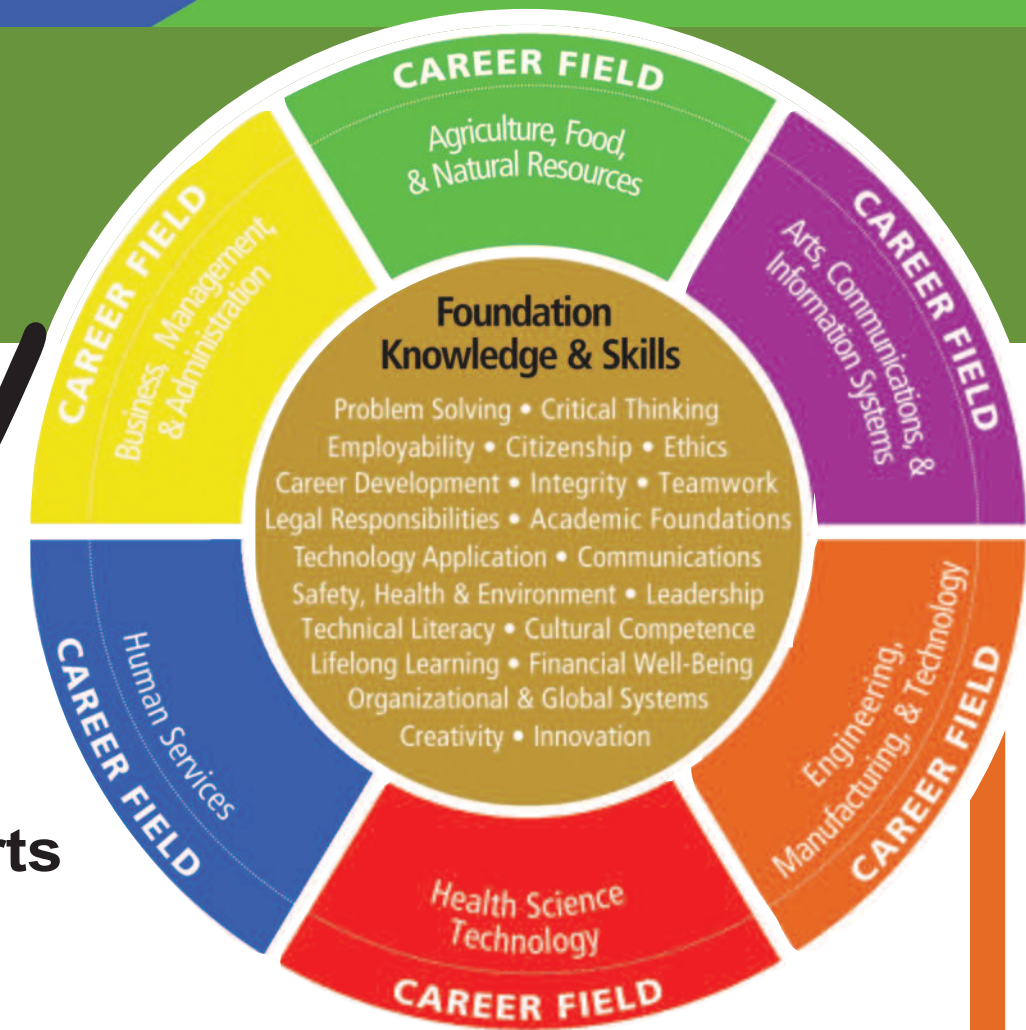 CAREER FIELD
Agriculture, Food,
& Natural Resources
CAREER FIELD
Arts, Communications, &
Information Systems
CAREER FIELD
Business, Management,
& Administration
Foundation
Knowledge & Skills
Problem Solving • Critical Thinking
Employability • Citizenship • Ethics
Career Development • Integrity • Teamwork
Legal Responsibilities • Academic Foundations
Technology Application • Communications
Safety, Health & Environment • Leadership
Technical Literacy • Cultural Competence
Lifelong Learning • Financial Well-Being
Organizational & Global Systems
Creativity • Innovation
Engineering,
Manufacturing, & Technology
CAREER FIELD
Human Services
CAREER FIELD
Health Science
Technology
CAREER FIELD
rts